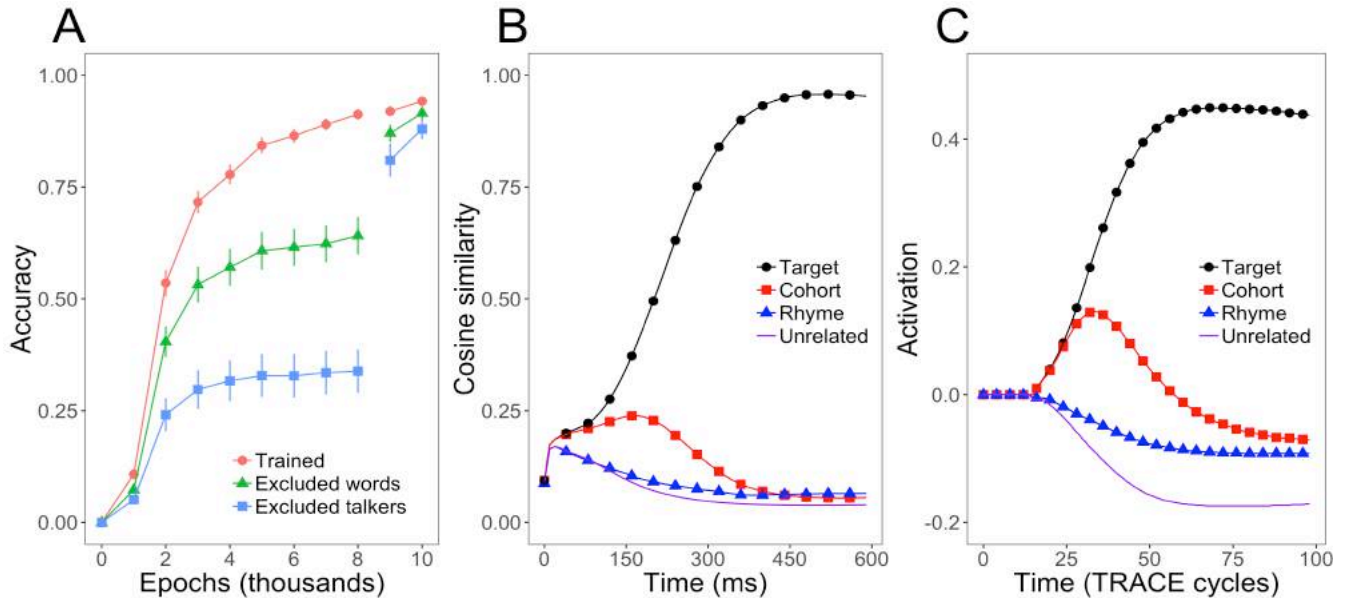 A
Accuracy
1.00
0.75
0.50
0.25
0.00
Trained
Excluded words
Excluded talkers
0
2
4
6
8
10
Epochs (thousands)
B
Cosine similarity
1.00
0.75
0.50
0.25
0.00
Target
Cohort
Rhyme
Unrelated
0
150
300
450
600
Time (ms)
C
Activation
0.4
0.2
0.0
-0.2
Target
Cohort
Rhyme
Unrelated
0
25
50
75
100
Time (TRACE cycles)